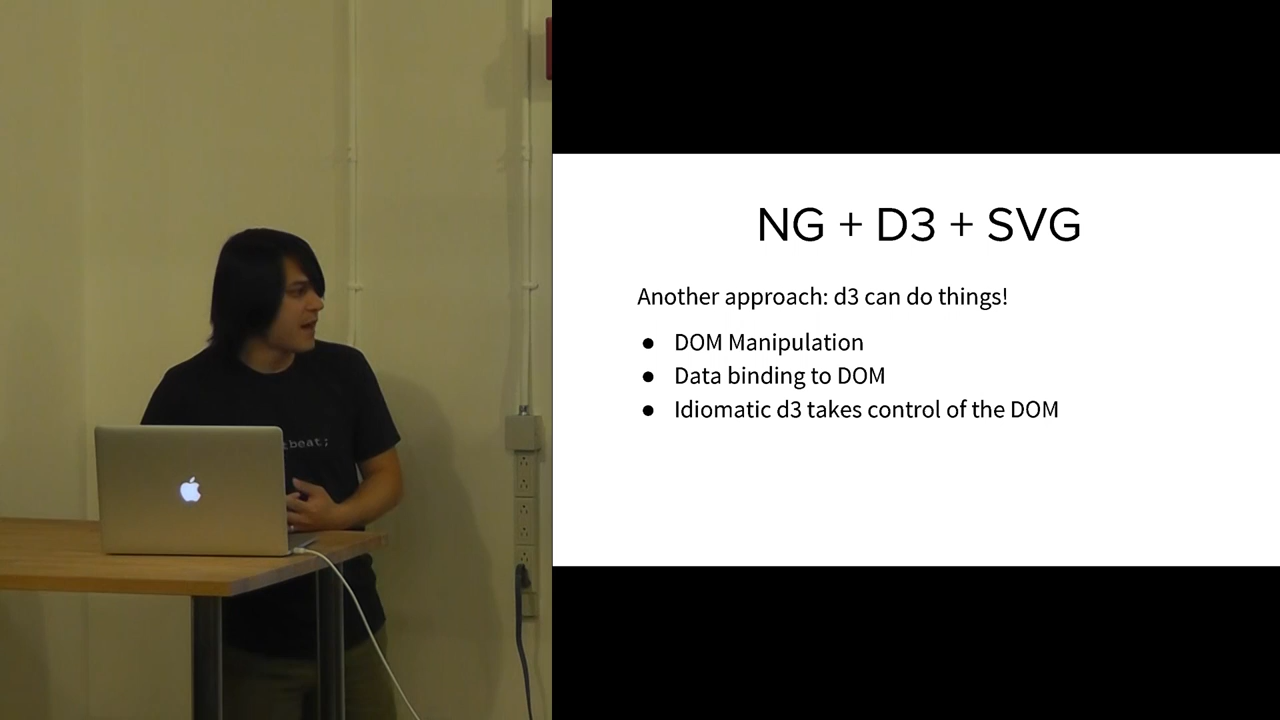 NG + D3 + SVG
Another approach: d3 can do things!
● DOM Manipulation
● Data binding to DOM
● Idiomatic d3 takes control of the DOM